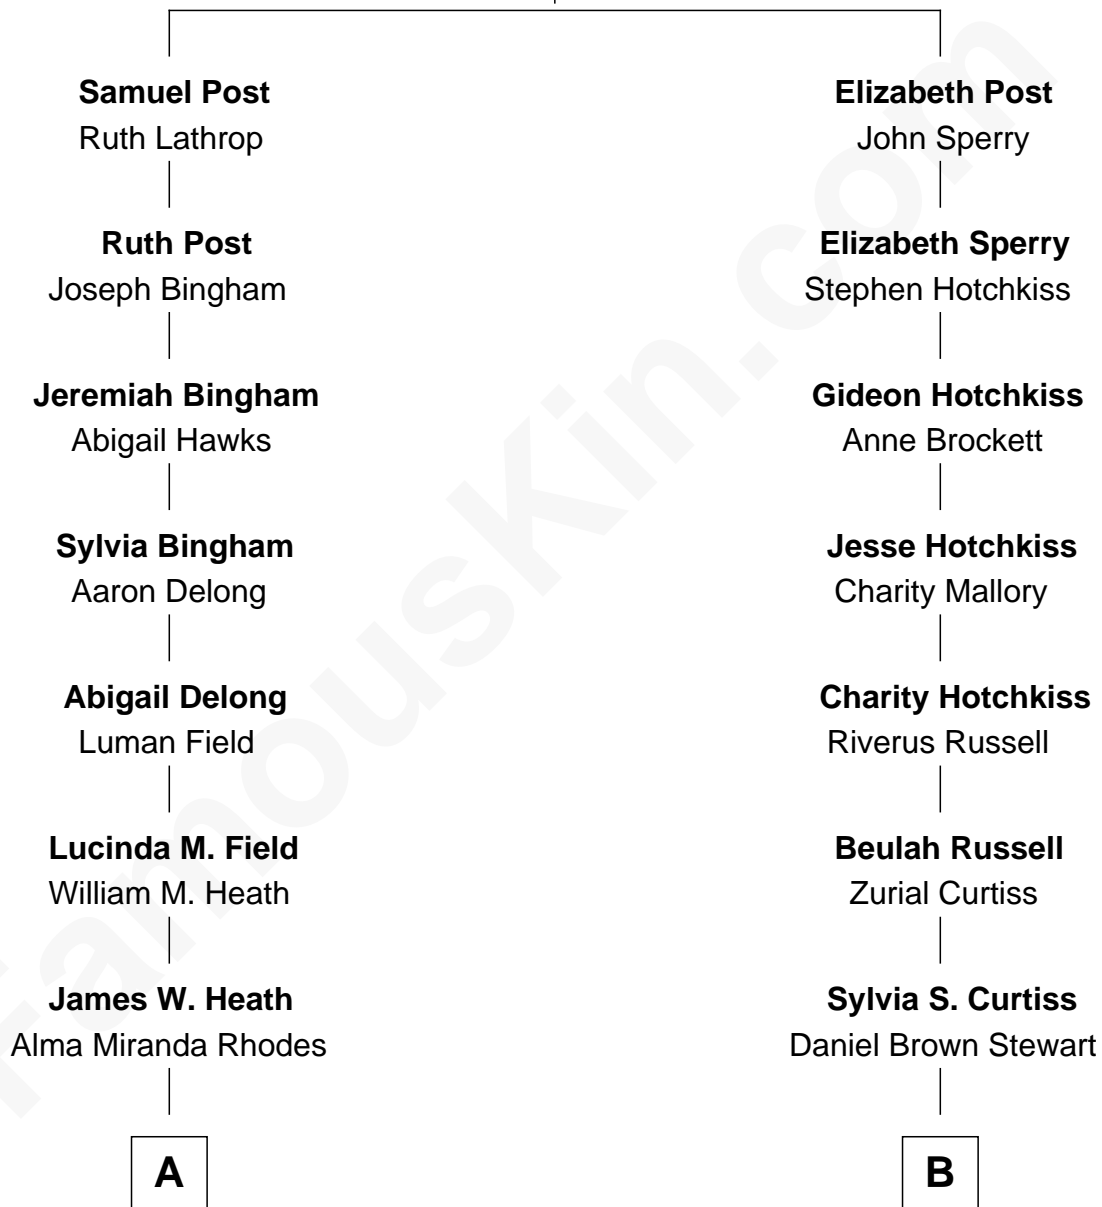 Samuel Post
Ruth Lathrop
Ruth Post
Joseph Bingham
Jeremiah Bingham
Abigail Hawks
Sylvia Bingham
Aaron Delong
Abigail Delong
Luman Field
Lucinda M. Field
William M. Heath
James W. Heath
Alma Miranda Rhodes
A
Elizabeth Post
John Sperry
Elizabeth Sperry
Stephen Hotchkiss
Gideon Hotchkiss
Anne Brockett
Jesse Hotchkiss
Charity Mallory
Charity Hotchkiss
Riverus Russell
Beulah Russell
Zurial Curtiss
Sylvia S. Curtiss
Daniel Brown Stewart
B
FamousKin.com